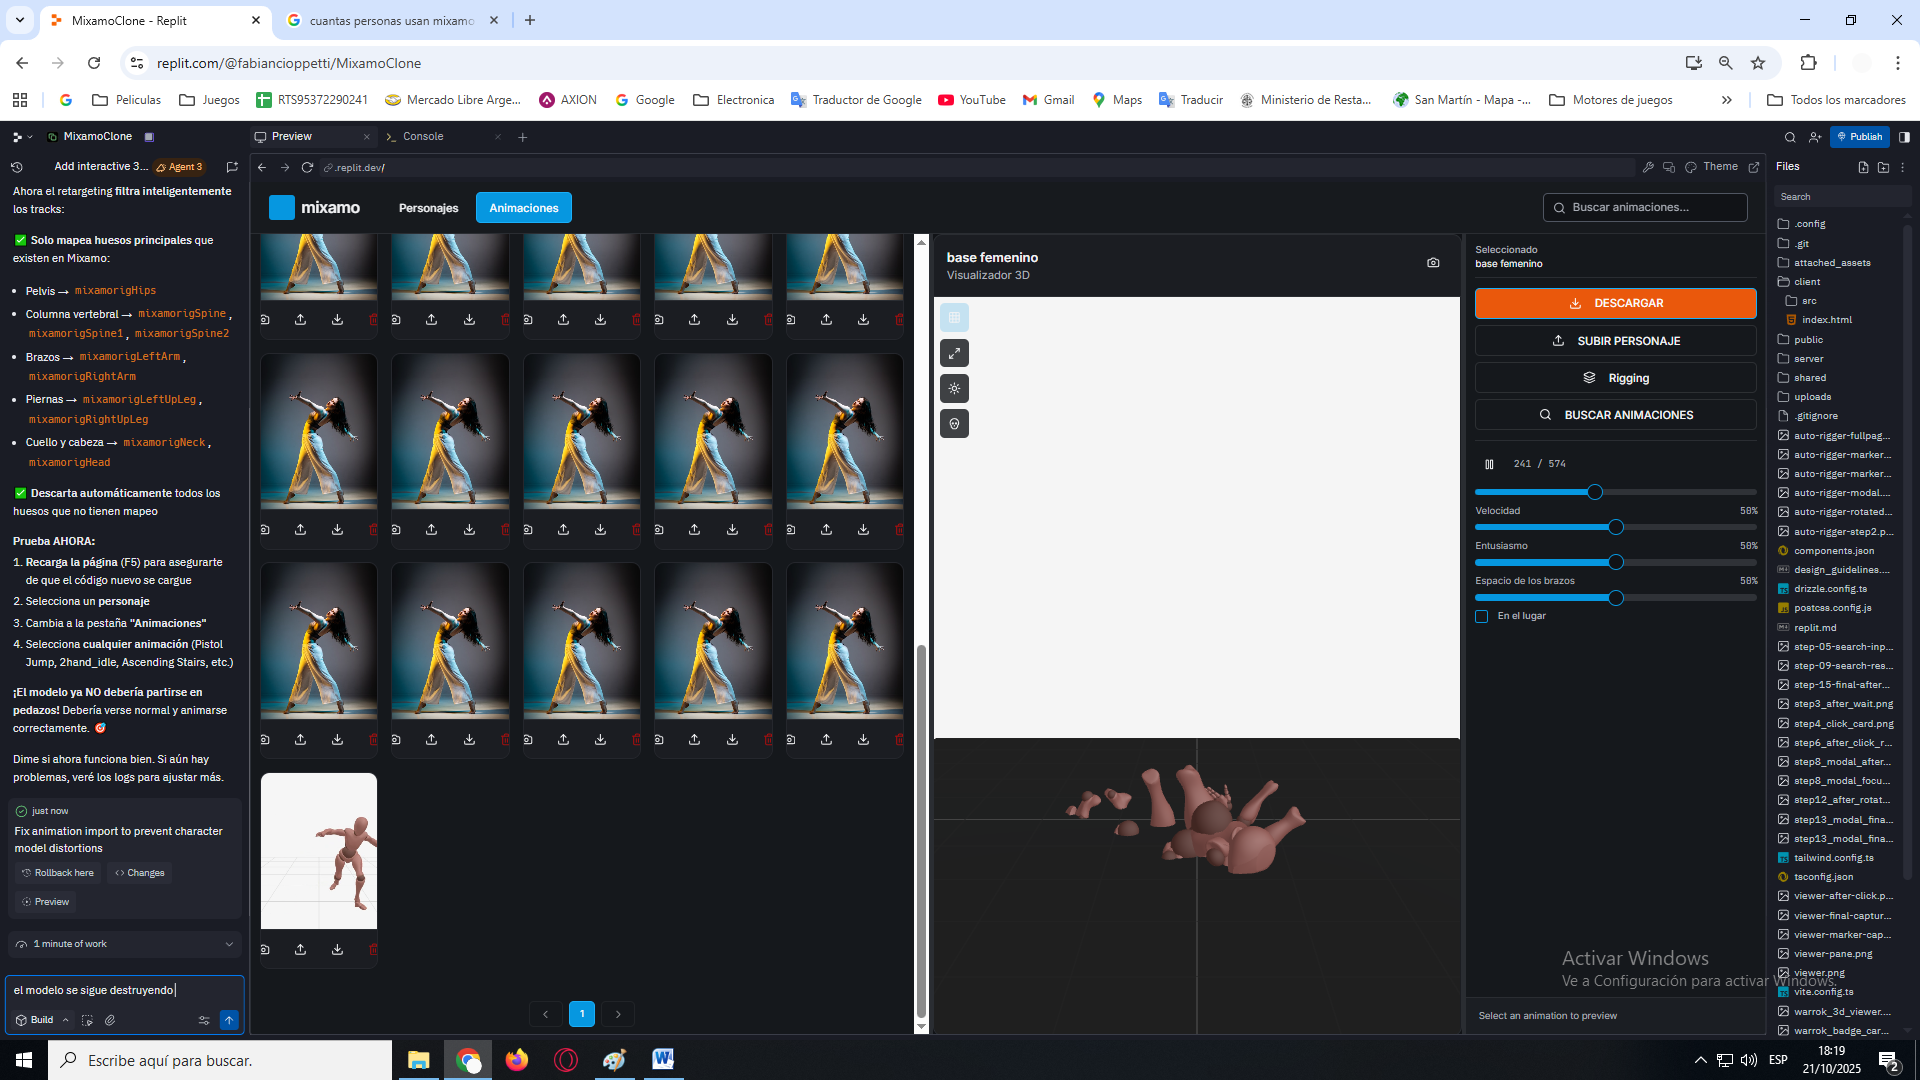 MixamoClone - Replit
cuantas personas usan mixamo
replit.com/@fabiancioppetti/MixamoClone
Peliculas
Juegos
RTS95372290241
Mercado Libre Arge...
AXION
Google
Electronica
Traductor de Google
YouTube
Gmail
Maps
Traducir
Ministerio de Resta...
San Martín - Mapa -...
Motores de juegos
Todos los marcadores
MixamoClone
Preview
Console
Publish
Add interactive 3...
Agent 3
.replit.dev/
Theme
Files
Ahora el retargeting filtra inteligentemente
los tracks:
✅ Solo mapea huesos principales que
existen en Mixamo:
• Pelvis → mixamorigHips
• Columna vertebral → mixamorigSpine ,
mixamorigSpine1 , mixamorigSpine2
• Brazos → mixamorigLeftArm ,
mixamorigRightArm
• Piernas → mixamorigLeftUpLeg ,
mixamorigRightUpLeg
• Cuello y cabeza → mixamorigNeck ,
mixamorigHead
✅ Descarta automáticamente todos los
huesos que no tienen mapeo
Prueba AHORA:
1. Recarga la página (F5) para asegurarte
de que el código nuevo se cargue
2. Selecciona un personaje
3. Cambia a la pestaña "Animaciones"
4. Selecciona cualquier animación (Pistol
Jump, 2hand_idle, Ascending Stairs, etc.)
¡El modelo ya NO debería partirse en
pedazos! Debería verse normal y animarse
correctamente. 🎯
Dime si ahora funciona bien. Si aún hay
problemas, veré los logs para ajustar más.
just now
Fix animation import to prevent character
model distortions
Rollback here
Changes
Preview
1 minute of work
el modelo se sigue destruyendo
Build
mixamo
Personajes
Animaciones
Buscar animaciones...
1
base femenino
Visualizador 3D
Seleccionado
base femenino
DESCARGAR
SUBIR PERSONAJE
Rigging
BUSCAR ANIMACIONES
241 / 574
Velocidad
50%
Entusiasmo
50%
Espacio de los brazos
50%
En el lugar
Activar Windows
Ve a Configuración para activar Windows.
Select an animation to preview
Search
.config
.git
attached_assets
client
src
index.html
public
server
shared
uploads
.gitignore
auto-rigger-fullpag...
auto-rigger-marker...
auto-rigger-marker...
auto-rigger-modal....
auto-rigger-rotated...
auto-rigger-step2.p...
components.json
design_guidelines....
drizzle.config.ts
postcss.config.js
replit.md
step-05-search-inp...
step-09-search-res...
step-15-final-after...
step3_after_wait.png
step4_click_card.png
step6_after_click_r...
step8_modal_after...
step8_modal_focu...
step12_after_rotat...
step13_modal_fina...
step13_modal_fina...
tailwind.config.ts
tsconfig.json
viewer-after-click.p...
viewer-final-captur...
viewer-marker-cap...
viewer-pane.png
viewer.png
vite.config.ts
warrok_3d_viewer....
warrok_badge_car...
Escribe aquí para buscar.
ESP
18:19
21/10/2025
2